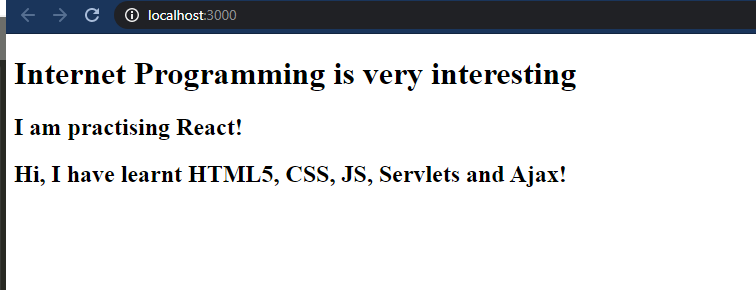 localhost:3000
Internet Programming is very interesting
I am practising React!
Hi, I have learnt HTML5, CSS, JS, Servlets and Ajax!